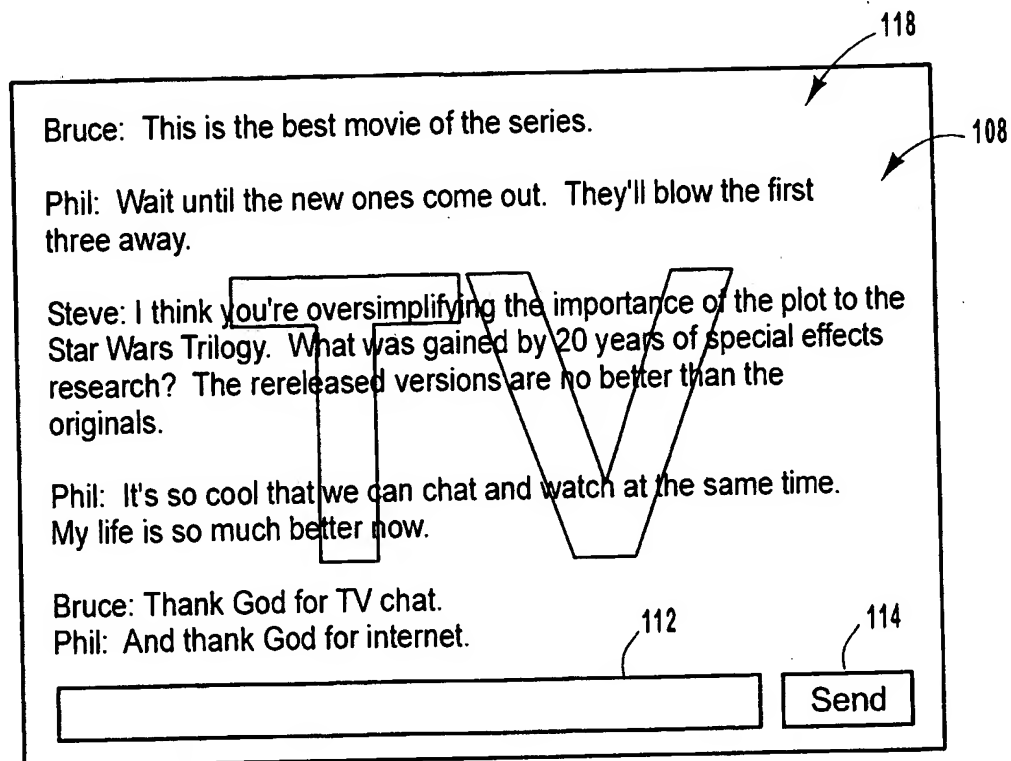 118
108
Bruce: This is the best movie of the series.
Phil: Wait until the new ones come out. They'll blow the first
three away.
TV
Steve: I think you're oversimplifying the importance of the plot to the
Star Wars Trilogy. What was gained by 20 years of special effects
research? The rereleased versions are no better than the
originals.
Phil: It's so cool that we can chat and watch at the same time.
My life is so much better now.
Bruce: Thank God for TV chat.
Phil: And thank God for internet.
112
114
Send